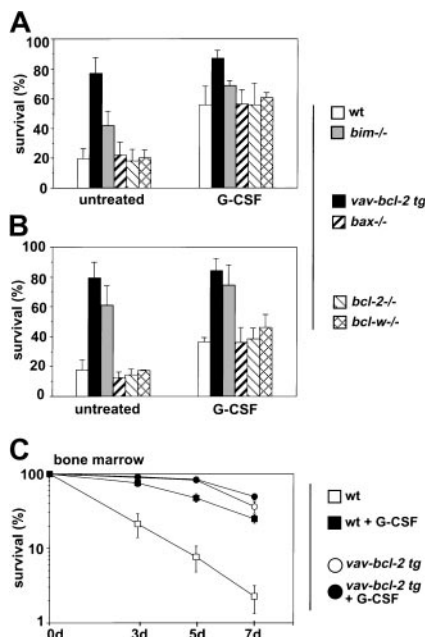 A
survival (%)
100
80
60
40
20
0
untreated
G-CSF
wt
bim-/-
vav-bcl-2 tg
bax-/-
bcl-2-/-
bcl-w-/-
B
survival (%)
80
60
40
20
0
untreated
G-CSF
C
bone marrow
survival (%)
100
10
1
0d 3d 5d 7d
wt
wt + G-CSF
vav-bcl-2 tg
vav-bcl-2 tg
+ G-CSF